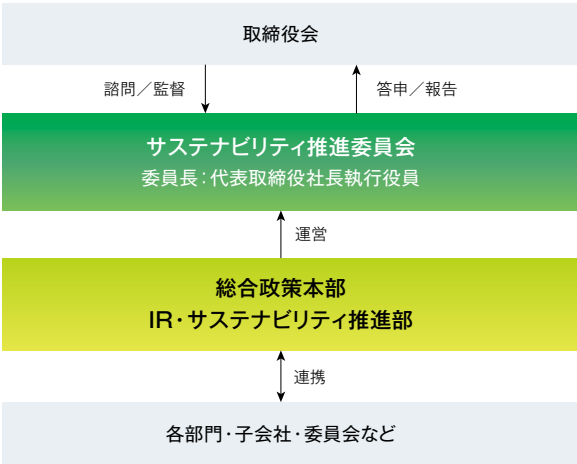 取締役会
諮問／監督
答申／報告
サステナビリティ推進委員会
委員長：代表取締役社長執行役員
運営
総合政策本部
IR・サステナビリティ推進部
連携
各部門・子会社・委員会など